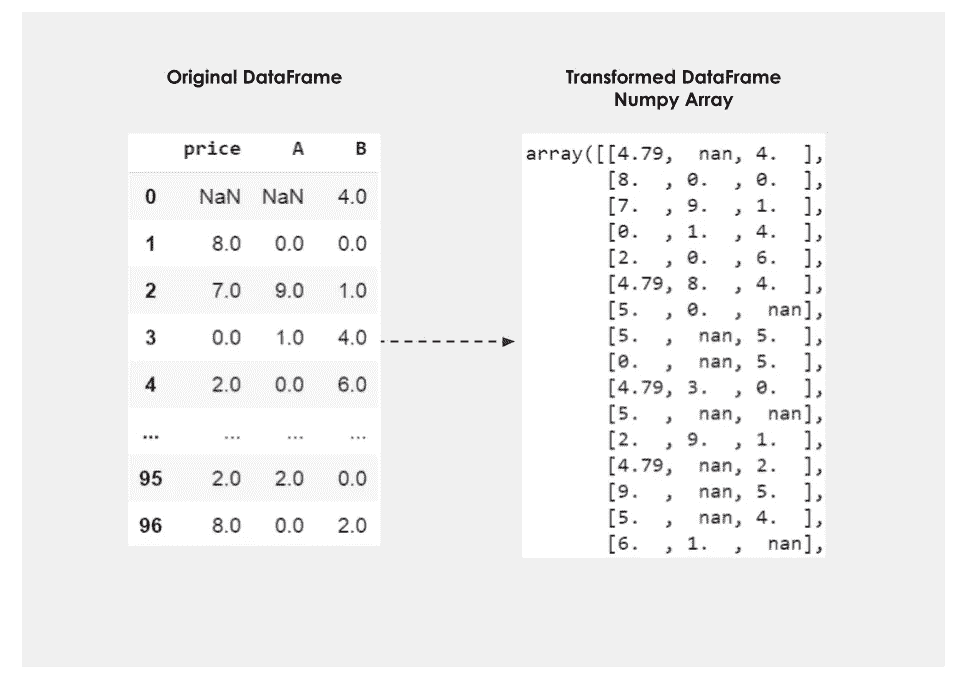 Original DataFrame
price A B
0 NaN NaN 4.0
1 8.0 0.0 0.0
2 7.0 9.0 1.0
3 0.0 1.0 4.0
4 2.0 0.0 6.0
... ... ... ...
95 2.0 2.0 0.0
96 8.0 0.0 2.0
Transformed DataFrame
Numpy Array
array([[4.79,  nan, 4.  ],
[8.  , 0.  , 0.  ],
[7.  , 9.  , 1.  ],
[0.  , 1.  , 4.  ],
[2.  , 0.  , 6.  ],
[4.79, 8.  , 4.  ],
[5.  , 0.  ,  nan],
[5.  ,  nan, 5.  ],
[0.  ,  nan, 5.  ],
[4.79, 3.  , 0.  ],
[5.  ,  nan,  nan],
[2.  , 9.  , 1.  ],
[4.79,  nan, 2.  ],
[9.  ,  nan, 5.  ],
[5.  ,  nan, 4.  ],
[6.  , 1.  ,  nan],